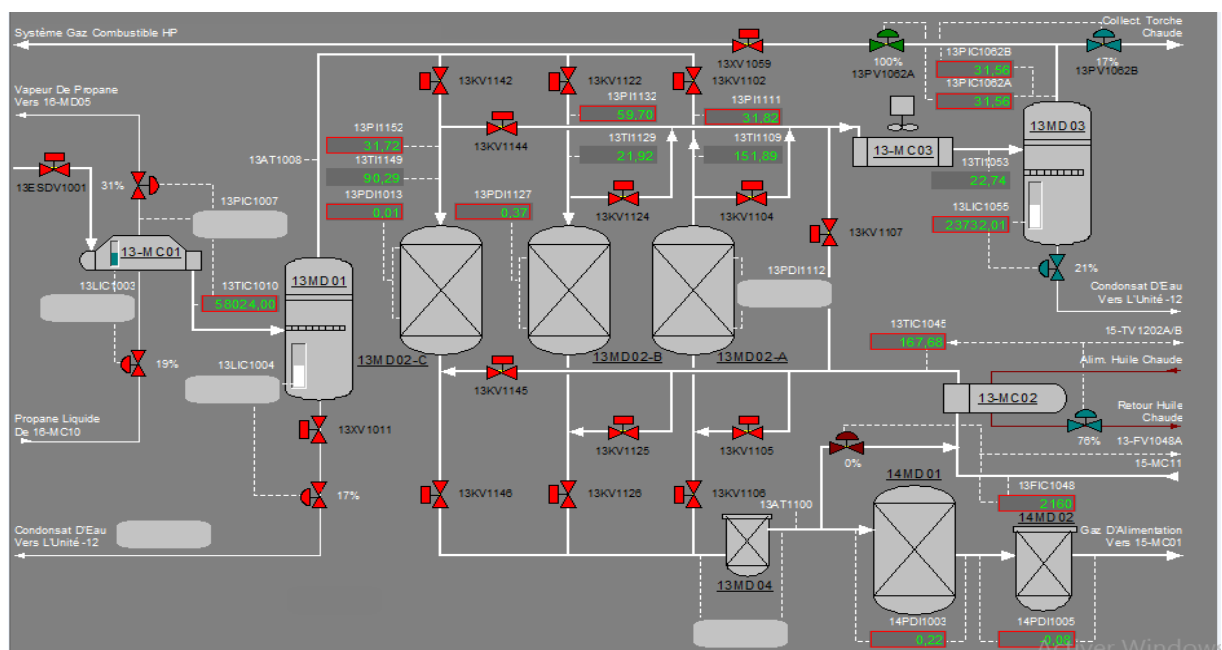 Système Gaz Combustible HP
Collect. Torche
Chaude
13XV1059
100%
13PV1062A
13PIC1062B
31,56
13PIC1062A
31,56
17%
13PV1062B
13KV1142
13KV1122
13KV1102
Vapeur De Propane
Vers 16-MD05
13PI1132
59,70
13PI1111
31,82
13MD03
13PI1152
31,72
13KV1144
13TI1129
21,92
13TI1109
151,89
13-MC03
13AT1008
13TI1149
90,29
13TI1053
22,74
13ESDV1001
31%
13PIC1007
13PDI1013
0,01
13PDI1127
0,37
13KV1124
13KV1104
13LIC1055
23732,01
13KV1107
13-MC01
13PDI1112
13LIC1003
13TIC1010
58024,00
13MD01
21%
Condensat D'Eau
Vers L'Unité -12
13TIC1045
167,68
15-TV1202A/B
13MD02-C
13MD02-B
13MD02-A
19%
13LIC1004
Alim. Huile Chaude
13KV1145
13-MC02
Propane Liquide
De 16-MC10
13XV1011
Retour Huile
Chaude
76%
13-FV1048A
13KV1125
13KV1105
0%
15-MC11
17%
13KV1146
13KV1126
13KV1106
14MD01
13FIC1048
2160
13AT1100
14MD02
Condensat D'Eau
Vers L'Unité -12
Gaz D'Alimentation
Vers 15-MC01
13MD04
14PDI1003
0,22
14PDI1005
-0,08